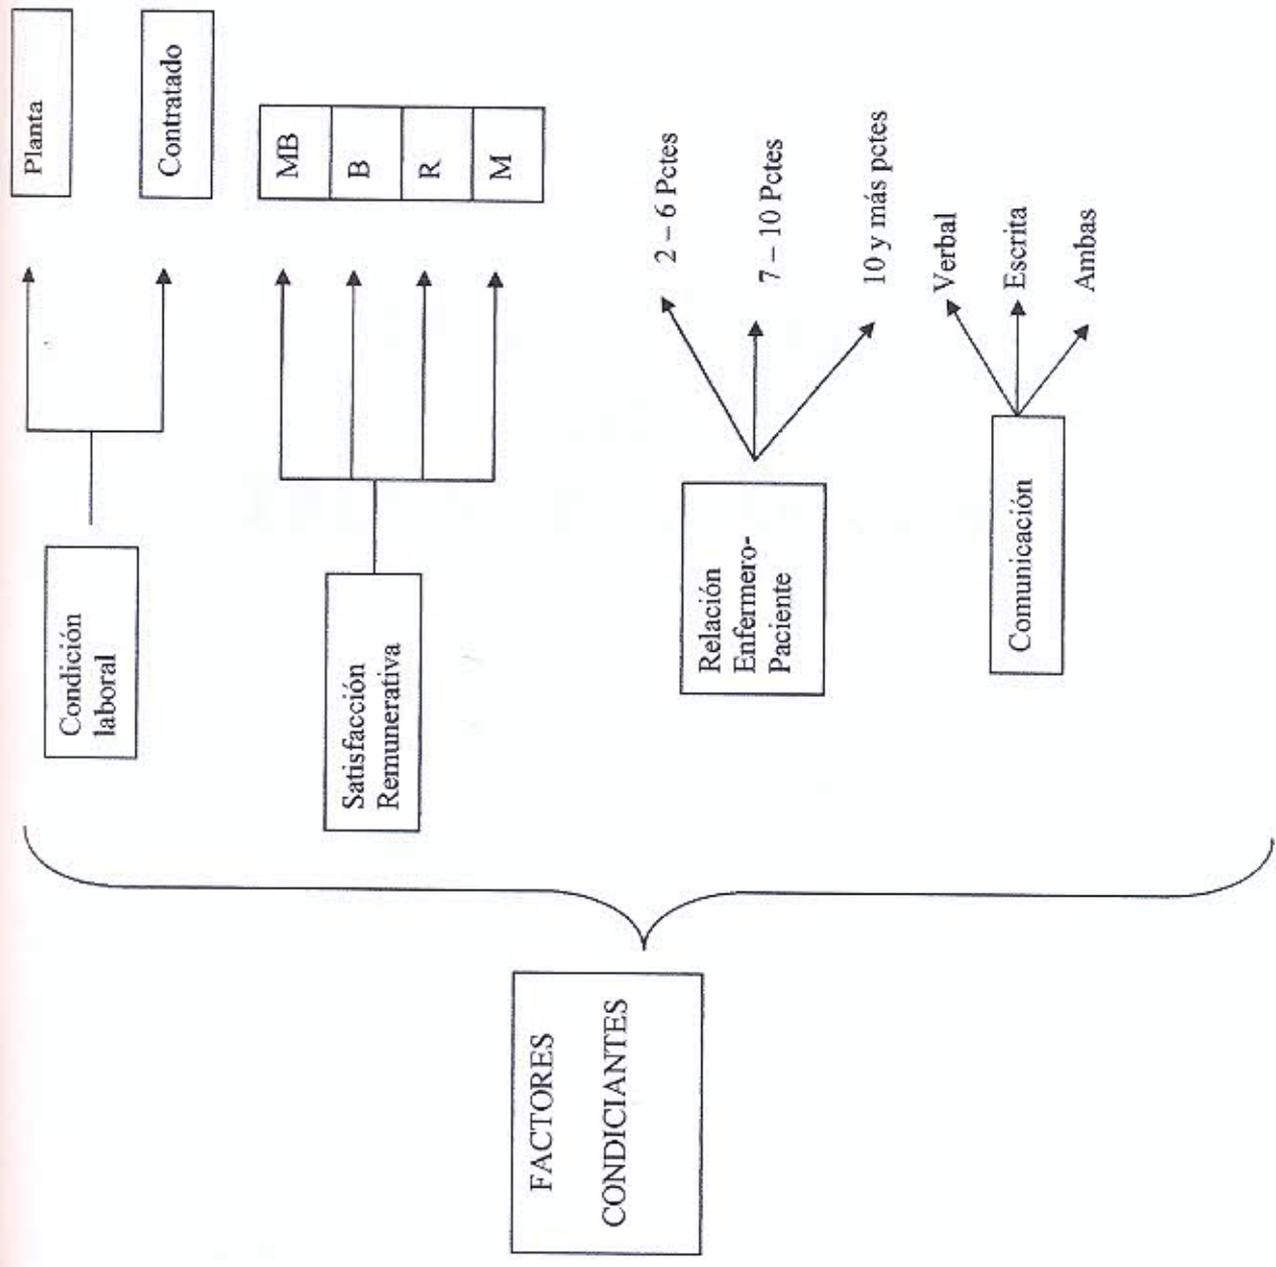 FACTORES
CONDICIANTES
Condición
laboral
Planta
Contratado
Satisfacción
Remunerativa
MB
B
R
M
Relación
Enfermero-
Paciente
2 – 6 Pctes
7 – 10 Pctes
10 y más pctes
Comunicación
Verbal
Escrita
Ambas